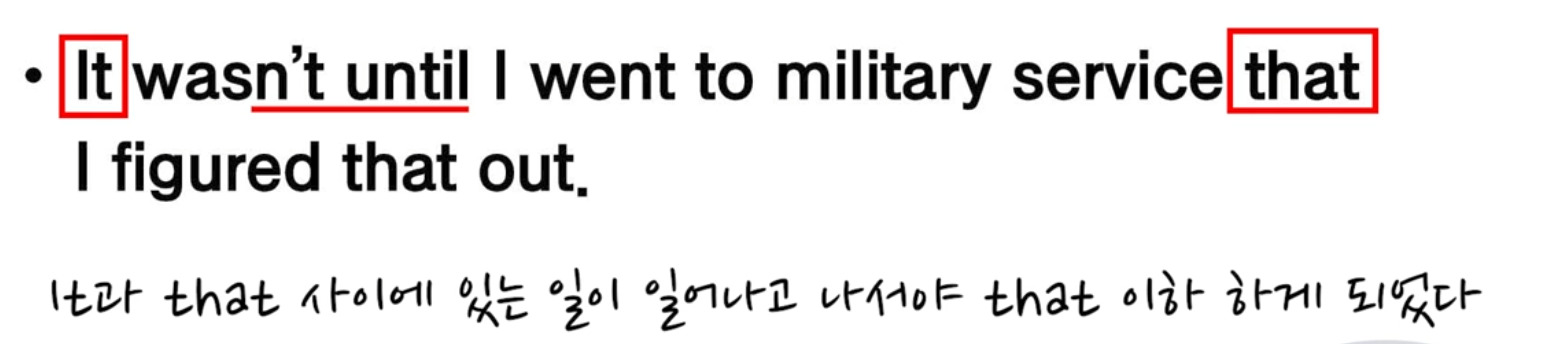 • It wasn't until I went to military service that
I figured that out.
It과 that 사이에 있는 일이 일어나고 나서야 that 이하 하게 되었다